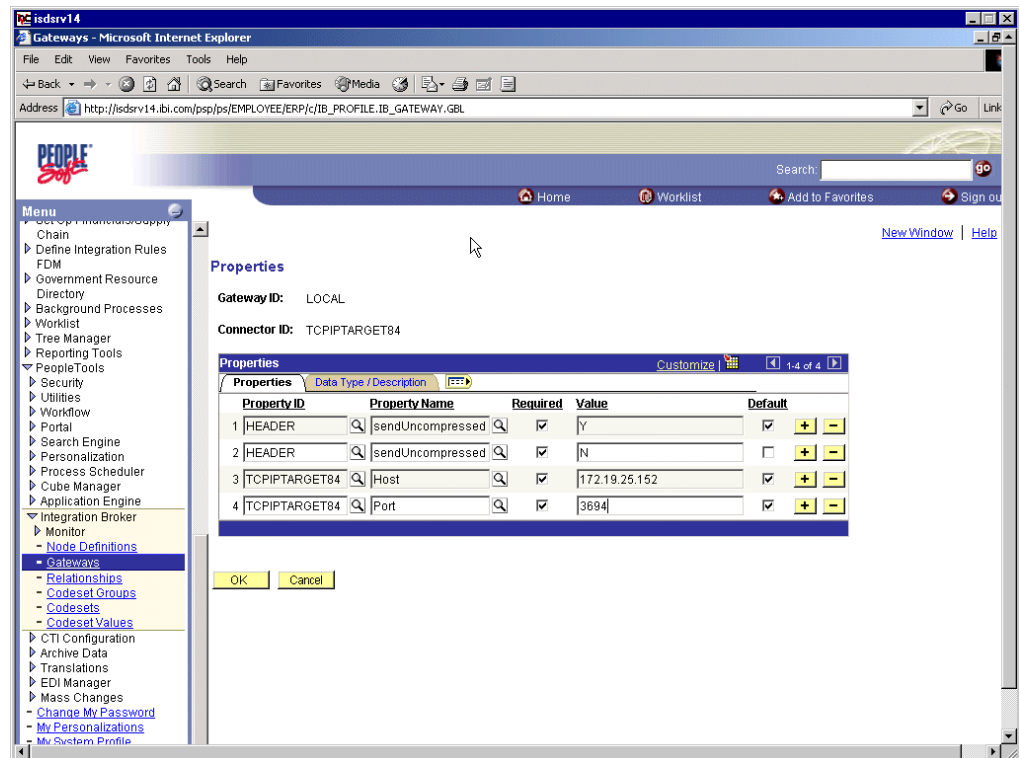 isdsrv14
Gateways - Microsoft Internet Explorer
File Edit View Favorites Tools Help
Back Search Favorites Media
Address http://isdsrv14.ibi.com/psp/ps/EMPLOYEE/ERP/c/IB_PROFILE.IB_GATEWAY.GBL Go Link
PEOPLE
Soft
Search: go
Home Worklist Add to Favorites Sign ou
Menu
New Window | Help
Chain
Define Integration Rules
FDM
Government Resource
Directory
Background Processes
Worklist
Tree Manager
Reporting Tools
PeopleTools
Security
Utilities
Workflow
Portal
Search Engine
Personalization
Process Scheduler
Cube Manager
Application Engine
Integration Broker
Monitor
Node Definitions
Gateways
Relationships
Codeset Groups
Codesets
Codeset Values
CTI Configuration
Archive Data
Translations
EDI Manager
Mass Changes
Change My Password
My Personalizations
My System Profile
Properties
Gateway ID: LOCAL
Connector ID: TCPIPTARGET84
Properties Customize | 1-4 of 4
Properties Data Type / Description
Property ID Property Name Required Value Default
1 HEADER sendUncompressed Y + −
2 HEADER sendUncompressed N + −
3 TCPIPTARGET84 Host 172.19.25.152 + −
4 TCPIPTARGET84 Port 3694 + −
OK Cancel